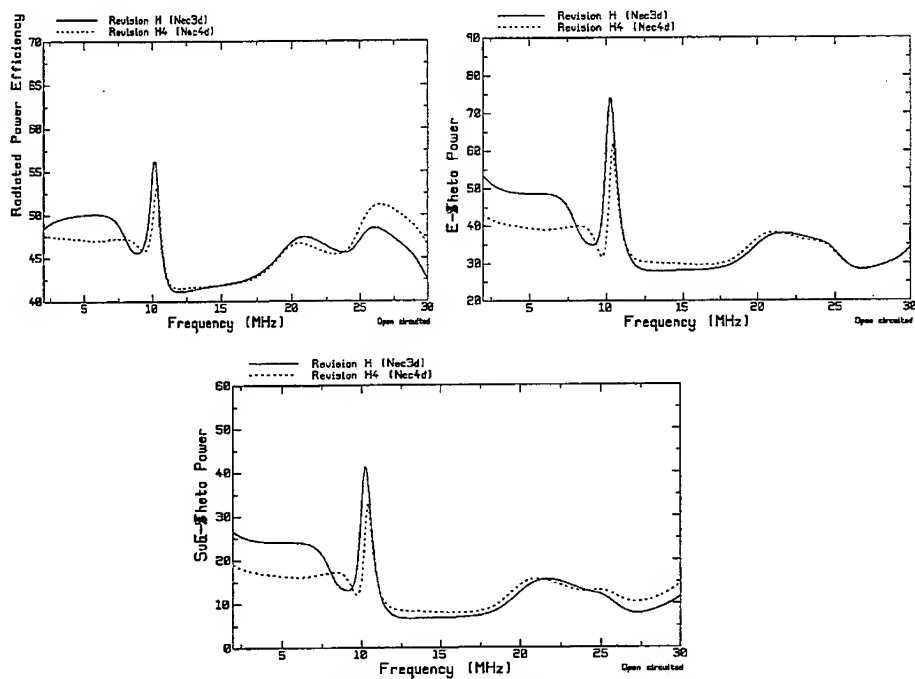 Revision H (Nec3d)
Revision H4 (Nec4d)
Radiated Power Efficiency
70
65
60
55
50
45
40
5
10
15
20
25
30
Frequency (MHz)
Open circuited
Revision H (Nec3d)
Revision H4 (Nec4d)
E-%Theta Power
90
80
70
60
50
40
30
20
5
10
15
20
25
30
Frequency (MHz)
Open circuited
Revision H (Nec3d)
Revision H4 (Nec4d)
Power
60
50
40
30
20
10
0
5
10
15
20
25
30
Frequency (MHz)
Open circuited